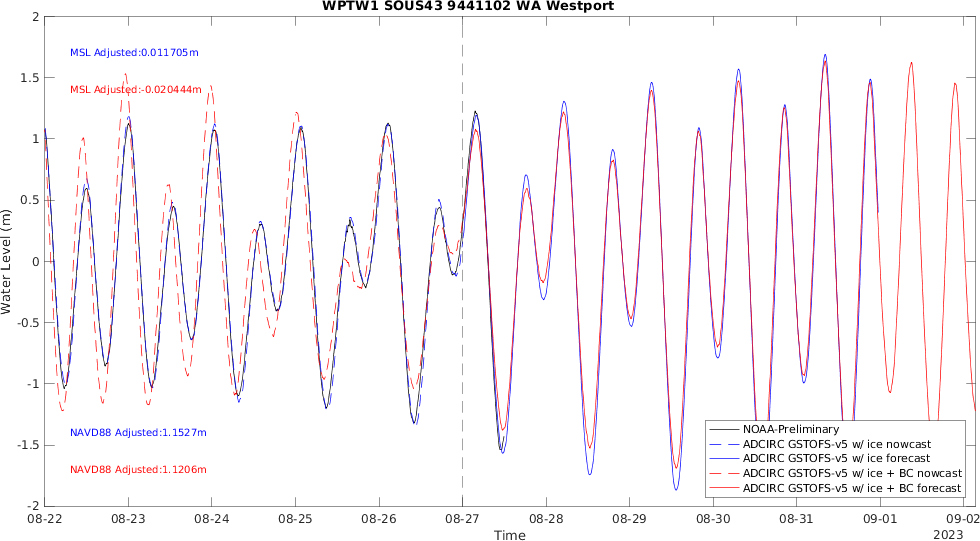 WPTW1 SOUS43 9441102 WA Westport
2
1.5
1
0.5
0
-0.5
-1
-1.5
-2
Water Level (m)
MSL Adjusted:0.011705m
MSL Adjusted:-0.020444m
NAVD88 Adjusted:1.1527m
NAVD88 Adjusted:1.1206m
NOAA-Preliminary
ADCIRC GSTOFS-v5 w/ ice nowcast
ADCIRC GSTOFS-v5 w/ ice forecast
ADCIRC GSTOFS-v5 w/ ice + BC nowcast
ADCIRC GSTOFS-v5 w/ ice + BC forecast
08-22 08-23 08-24 08-25 08-26 08-27 08-28 08-29 08-30 08-31 09-01 09-02
Time
2023